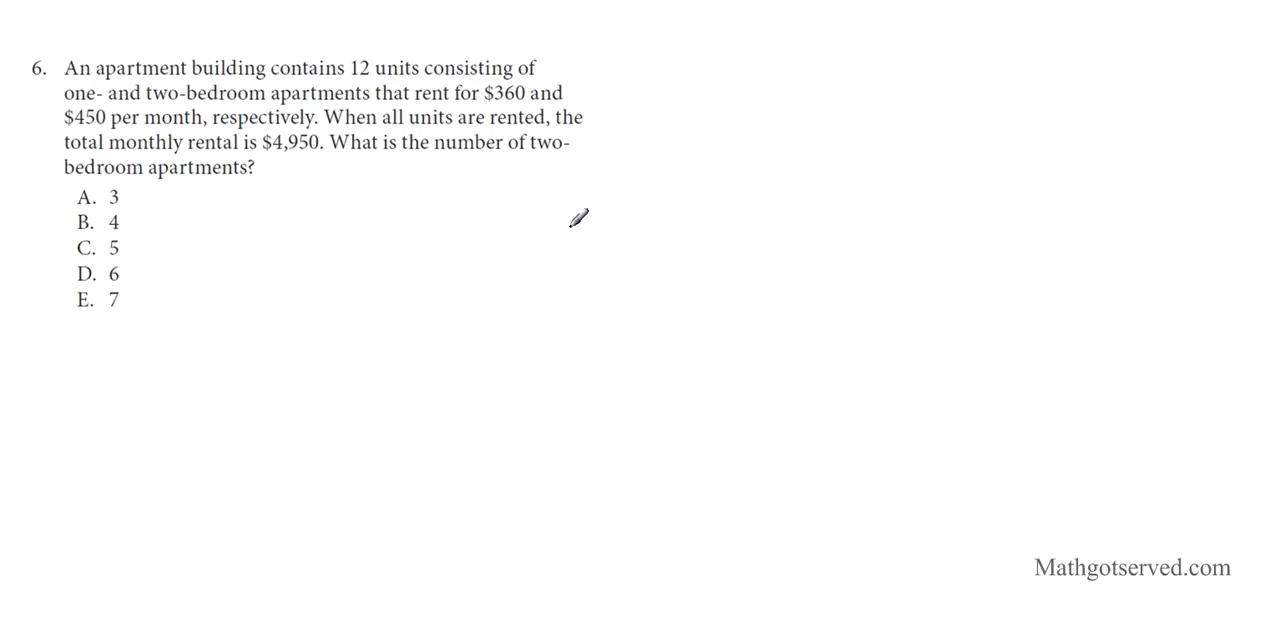 6. An apartment building contains 12 units consisting of
one- and two-bedroom apartments that rent for $360 and
$450 per month, respectively. When all units are rented, the
total monthly rental is $4,950. What is the number of two-
bedroom apartments?
A. 3
B. 4
C. 5
D. 6
E. 7
Mathgotserved.com